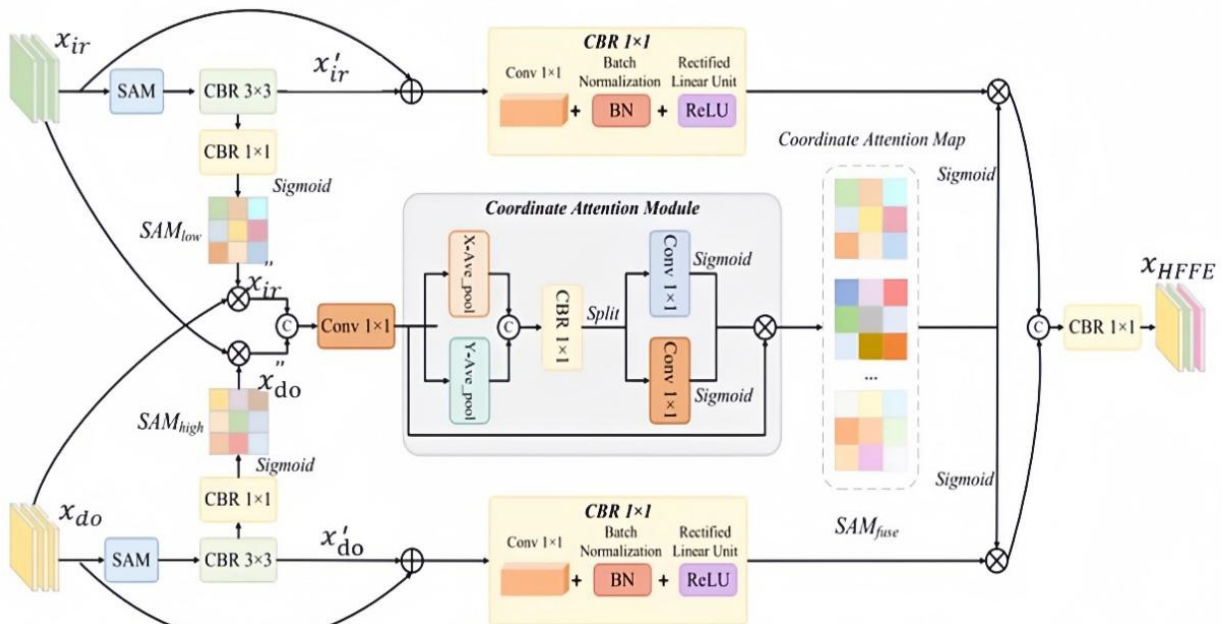 x_ir
SAM
CBR 3×3
x'_ir
CBR 1×1
Conv 1×1
Batch
Normalization
BN
Rectified
Linear Unit
ReLU
+
+
CBR 1×1
Sigmoid
SAM_low
x''_ir
C
Conv 1×1
x''_do
SAM_high
Sigmoid
CBR 1×1
Coordinate Attention Module
X-Ave_pool
Y-Ave_pool
C
CBR 1×1
Split
Conv 1×1
Sigmoid
Conv 1×1
Sigmoid
Coordinate Attention Map
Sigmoid
...
Sigmoid
SAM_fuse
C
CBR 1×1
x_HFFE
x_do
SAM
CBR 3×3
x'_do
CBR 1×1
Conv 1×1
Batch
Normalization
BN
Rectified
Linear Unit
ReLU
+
+